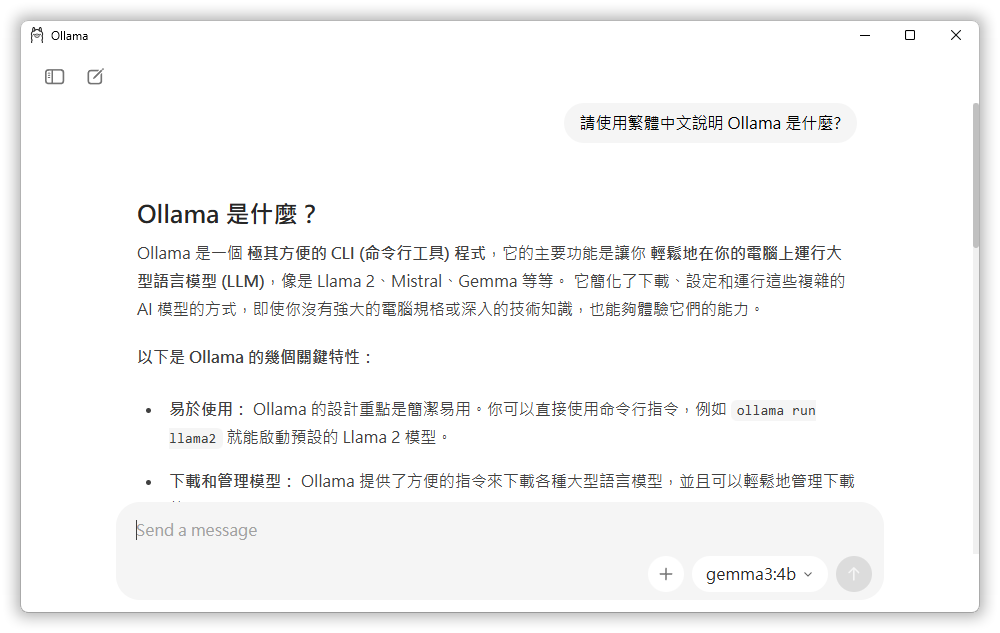 Ollama
請使用繁體中文說明 Ollama 是什麼?
Ollama 是什麼？
Ollama 是一個 極其方便的 CLI (命令行工具) 程式，它的主要功能是讓你 輕鬆地在你的電腦上運行大
型語言模型 (LLM)，像是 Llama 2、Mistral、Gemma 等等。 它簡化了下載、設定和運行這些複雜的
AI 模型的方式，即使你沒有強大的電腦規格或深入的技術知識，也能夠體驗它們的能力。
以下是 Ollama 的幾個關鍵特性：
• 易於使用： Ollama 的設計重點是簡潔易用。你可以直接使用命令行指令，例如 ollama run
llama2 就能啟動預設的 Llama 2 模型。
• 下載和管理模型： Ollama 提供了方便的指令來下載各種大型語言模型，並且可以輕鬆地管理下載
Send a message
gemma3:4b